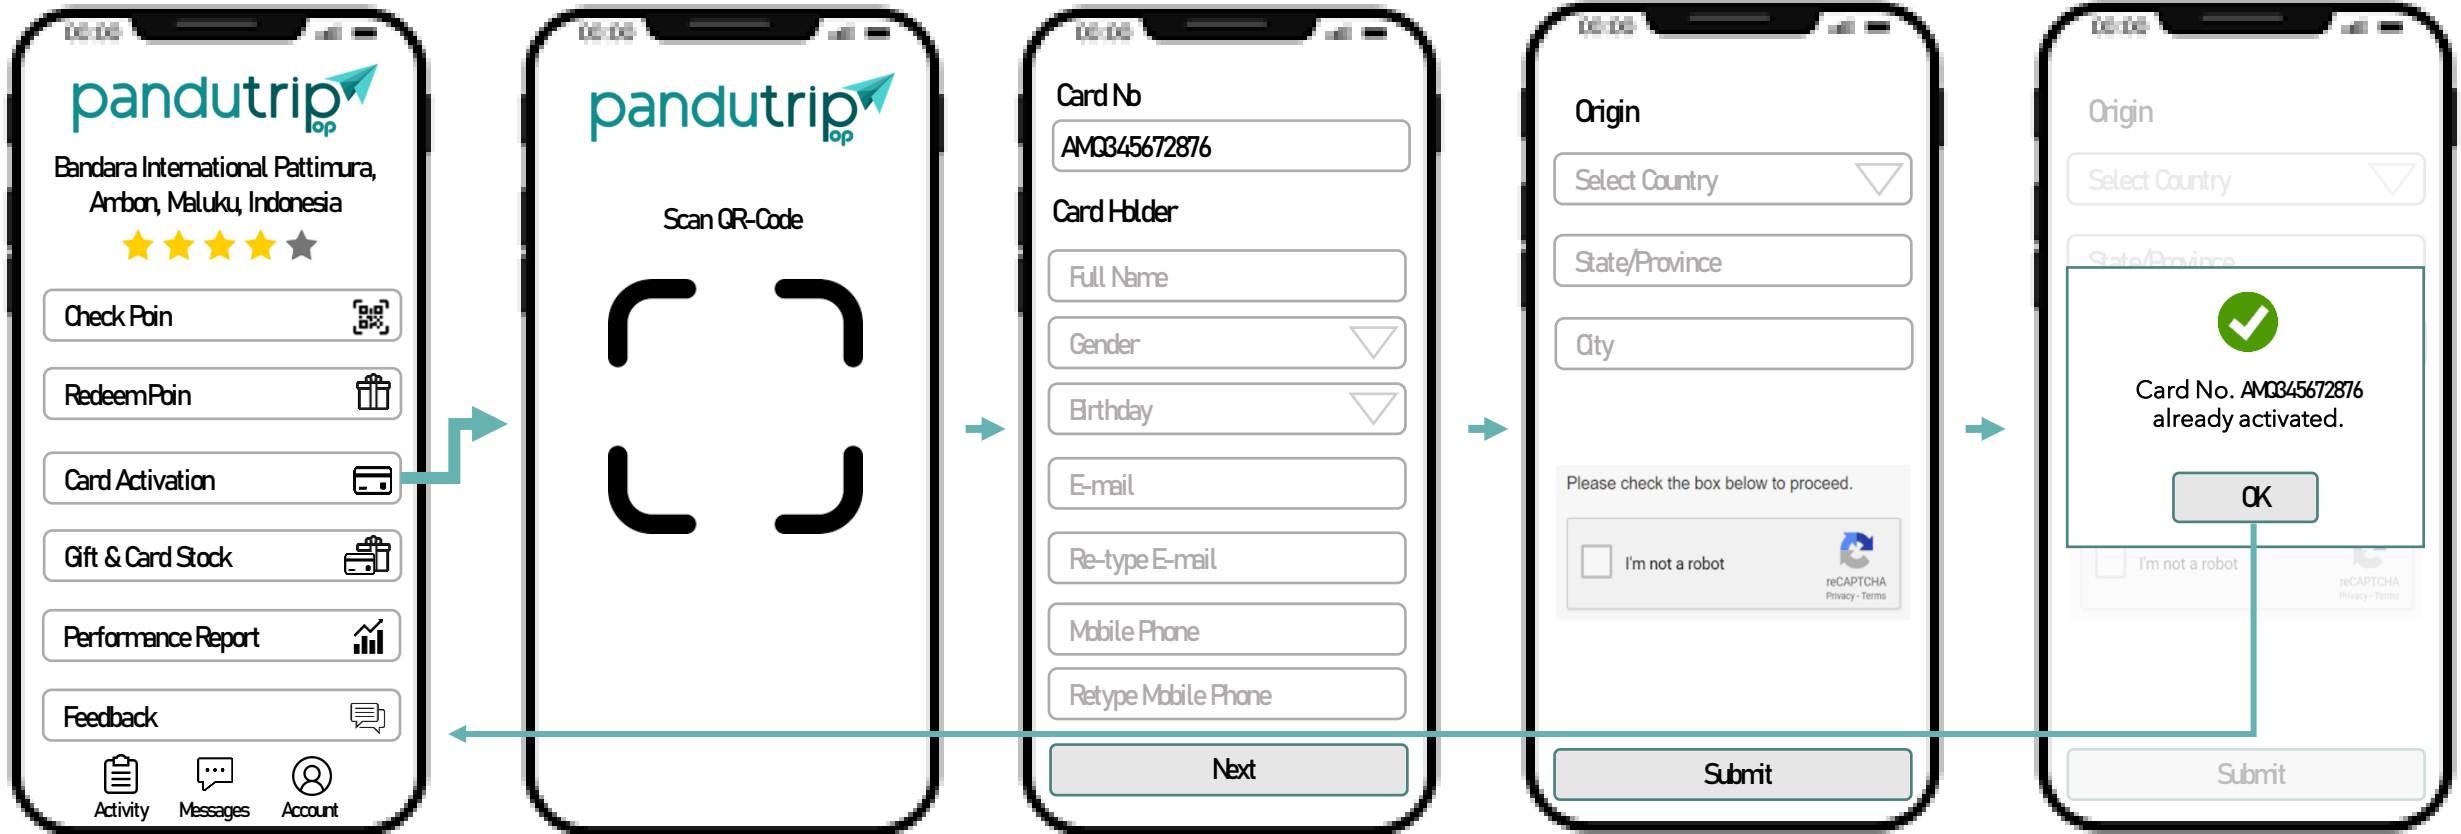 00:00
pandutrip
op
Bandara International Pattimura,
Ambon, Maluku, Indonesia
Check Poin
Redeem Poin
Card Activation
Gift & Card Stock
Performance Report
Feedback
Activity
Messages
Account
00:00
pandutrip
op
Scan QR-Code
00:00
Card No
AMQ345672876
Card Holder
Full Name
Gender
Birthday
E-mail
Re-type E-mail
Mobile Phone
Retype Mobile Phone
Next
00:00
Origin
Select Country
State/Province
City
Please check the box below to proceed.
I'm not a robot
reCAPTCHA
Privacy - Terms
Submit
00:00
Origin
Select Country
State/Province
Card No. AMQ345672876
already activated.
OK
I'm not a robot
reCAPTCHA
Privacy - Terms
Submit